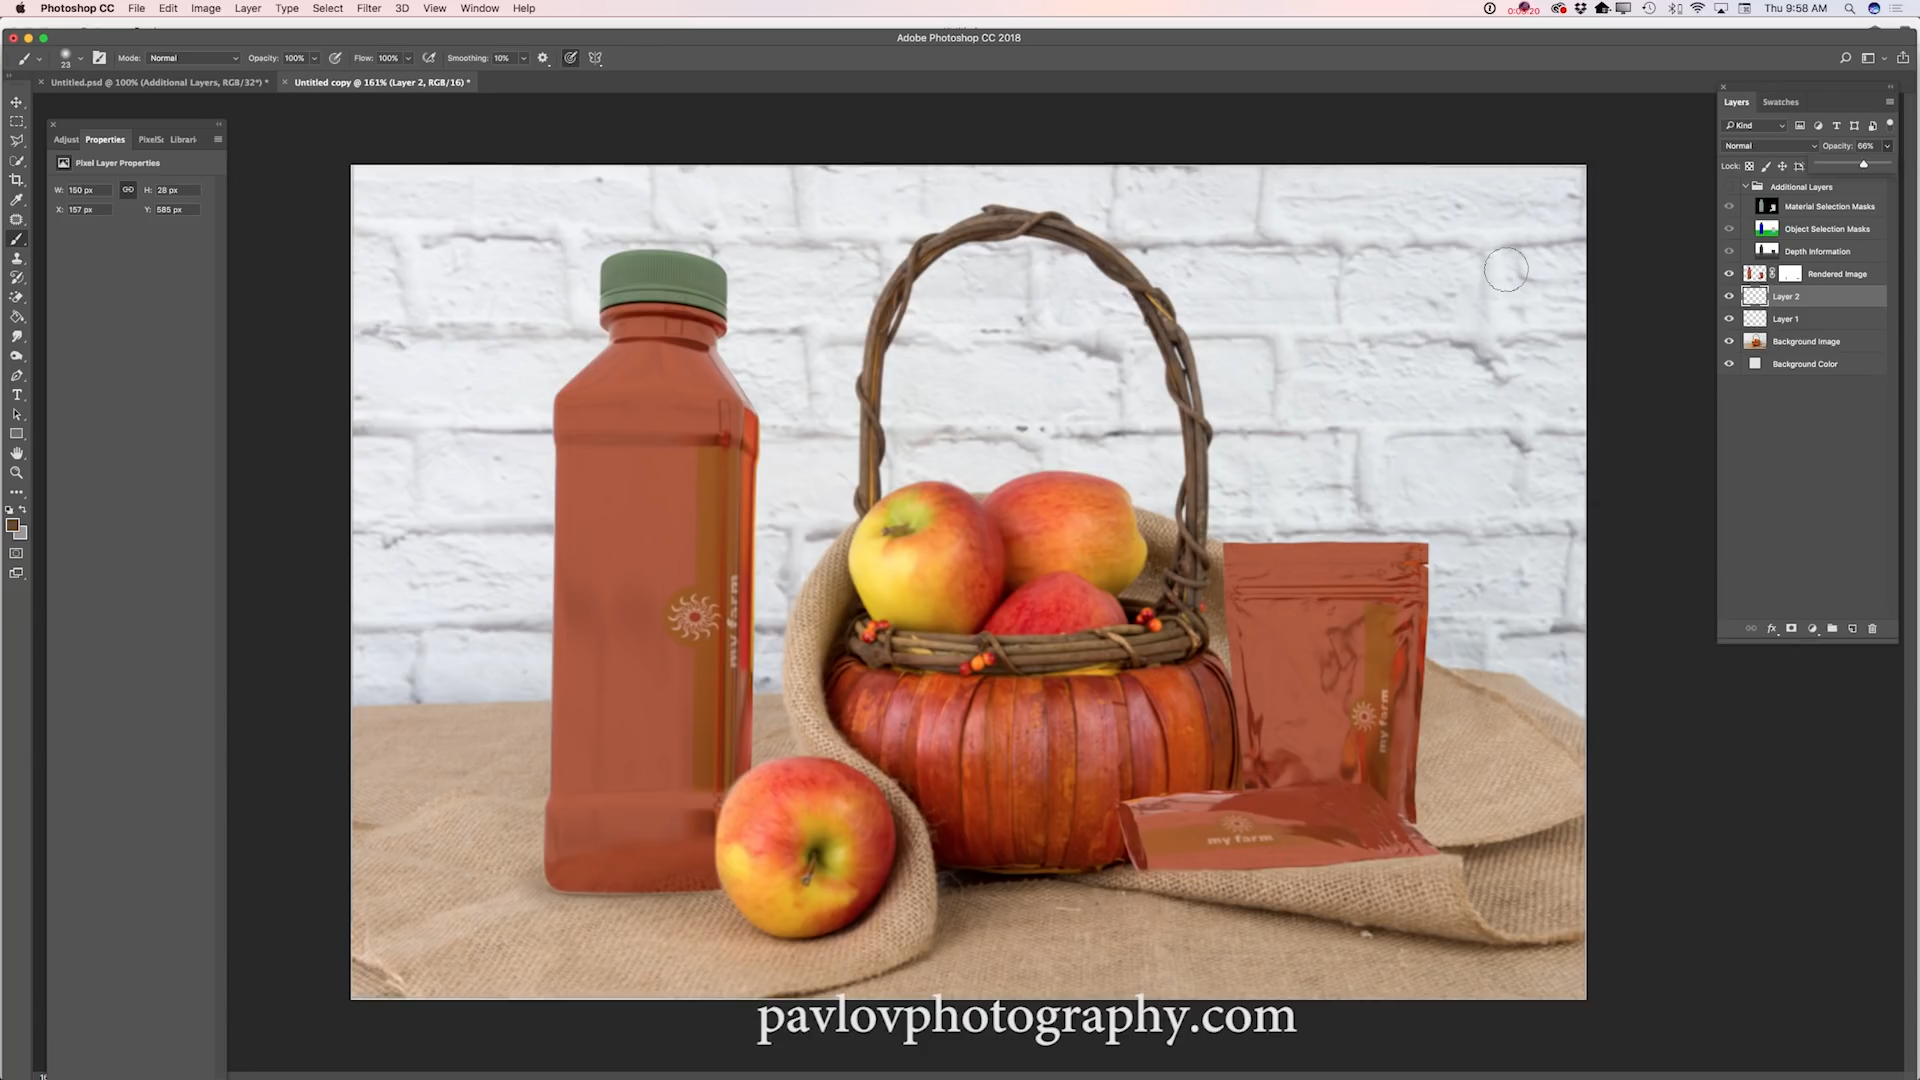 Photoshop CC File Edit Image Layer Type Select Filter 3D View Window Help Thu 9:58 AM
Adobe Photoshop CC 2018
23 Mode: Normal Opacity: 100% Flow: 100% Smoothing: 10%
Untitled.psd @ 100% (Additional Layers, RGB/32*) * Untitled copy @ 161% (Layer 2, RGB/16) *
Adjust Properties PixelSq Librari
Pixel Layer Properties
W: 150 px H: 28 px
X: 157 px Y: 585 px
Layers Swatches
Kind
Normal Opacity: 66%
Lock:
Additional Layers
Material Selection Masks
Object Selection Masks
Depth Information
Rendered Image
Layer 2
Layer 1
Background Image
Background Color
my farm
my farm
my farm
pavlovphotography.com